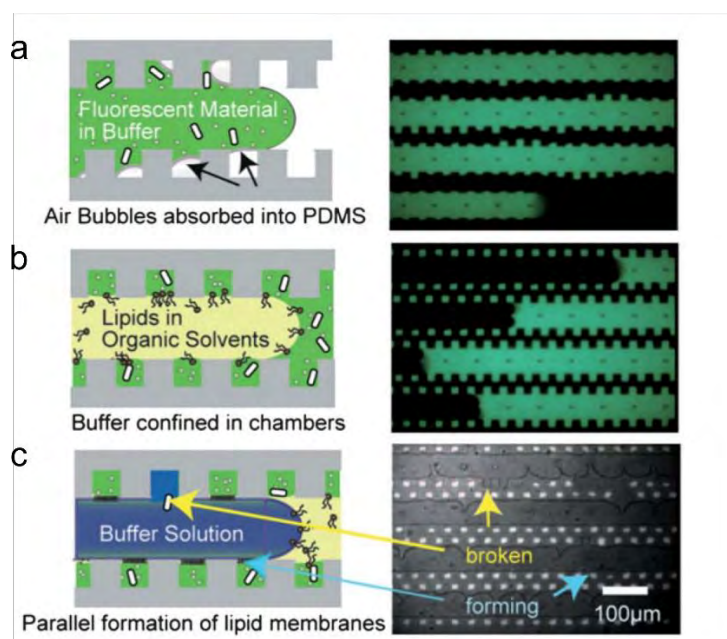 a
Fluorescent Material
in Buffer
Air Bubbles absorbed into PDMS
b
Lipids in
Organic Solvents
Buffer confined in chambers
c
Buffer Solution
broken
forming
100µm
Parallel formation of lipid membranes